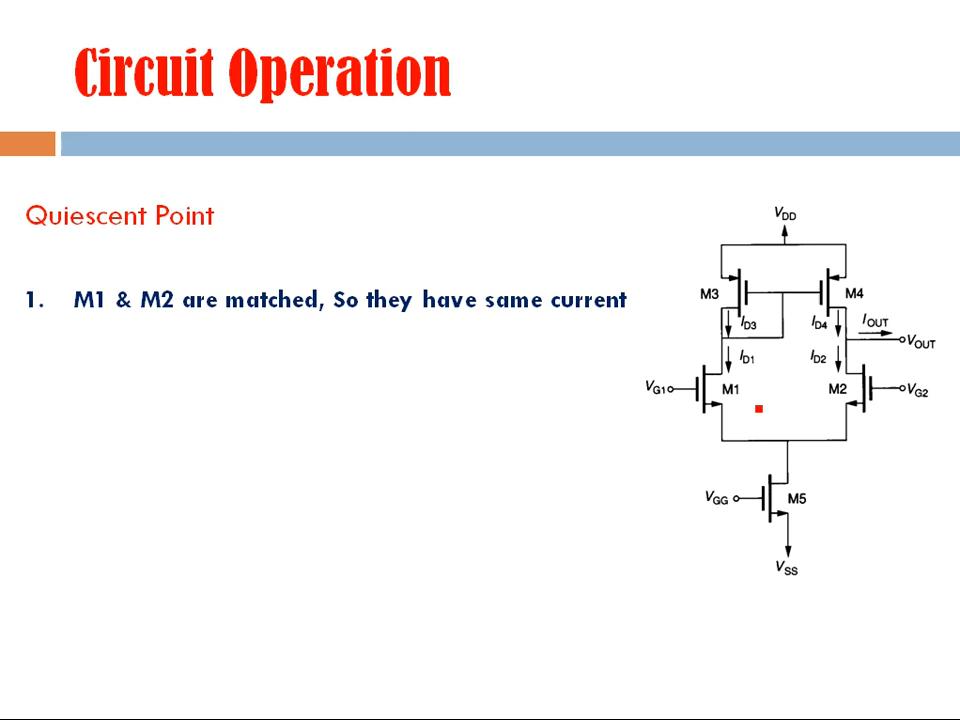 Circuit Operation
Quiescent Point
1. M1 & M2 are matched, So they have same current
VDD
M3
M4
ID3
ID4
IOUT
VOUT
ID1
ID2
VG1
M1
M2
VG2
VGG
M5
VSS